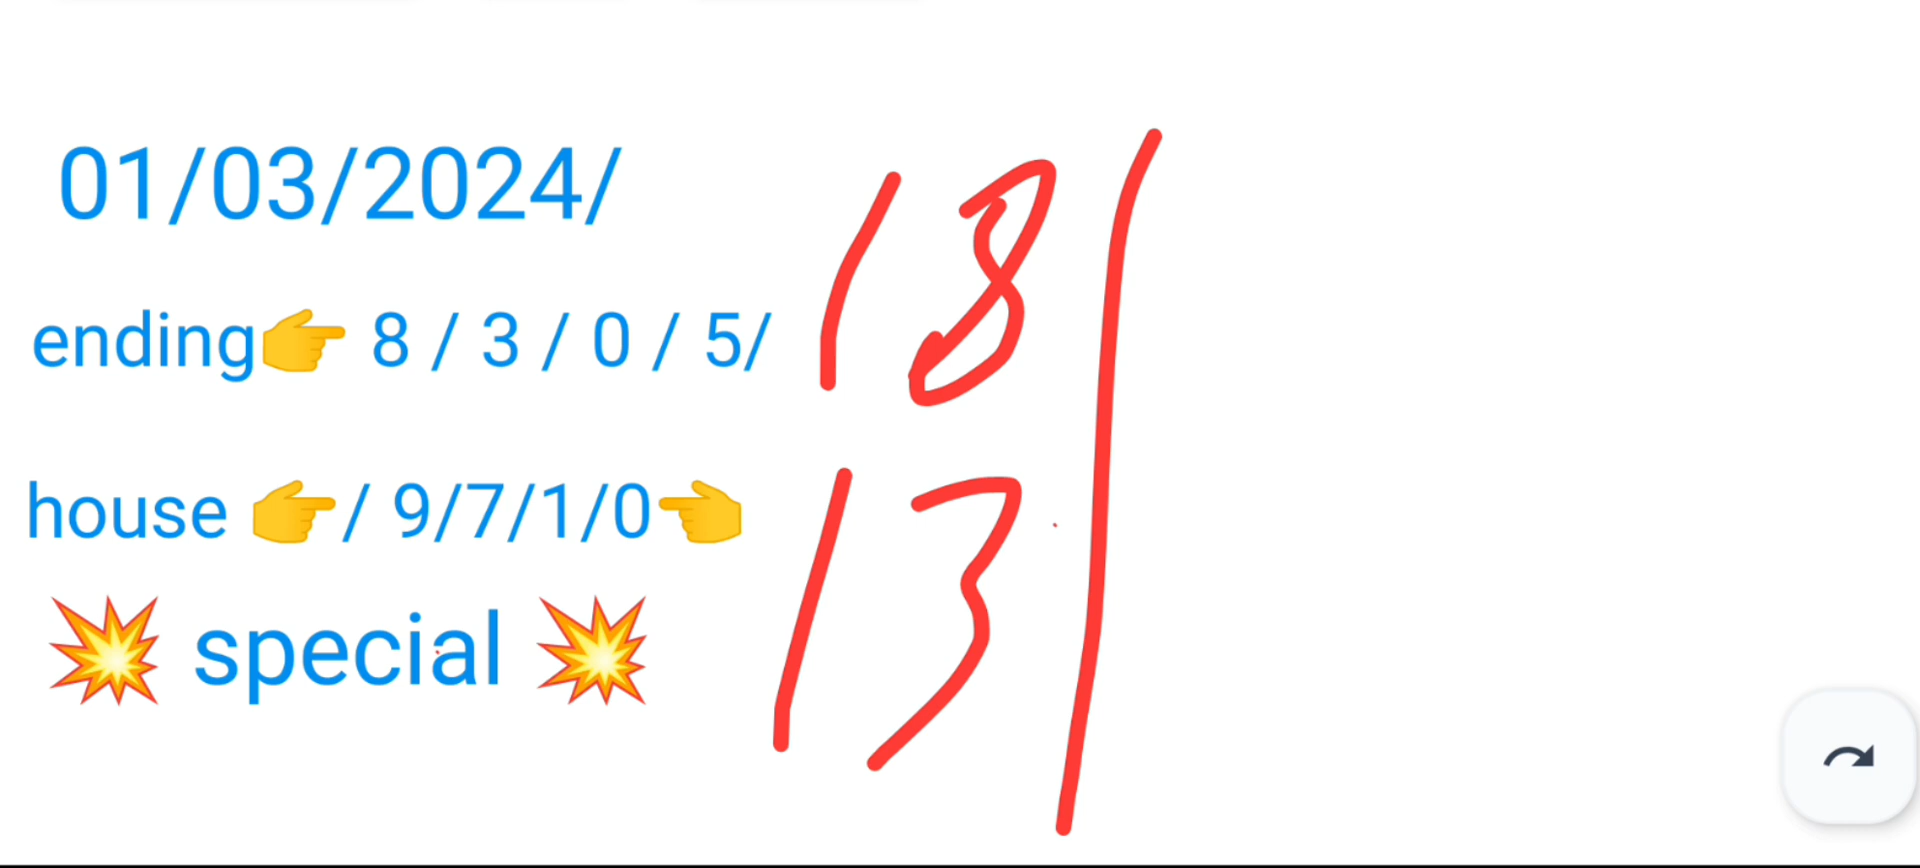 01/03/2024/
ending👉 8 / 3 / 0 / 5/
house 👉/ 9/7/1/0👈
💥 special 💥
18
13